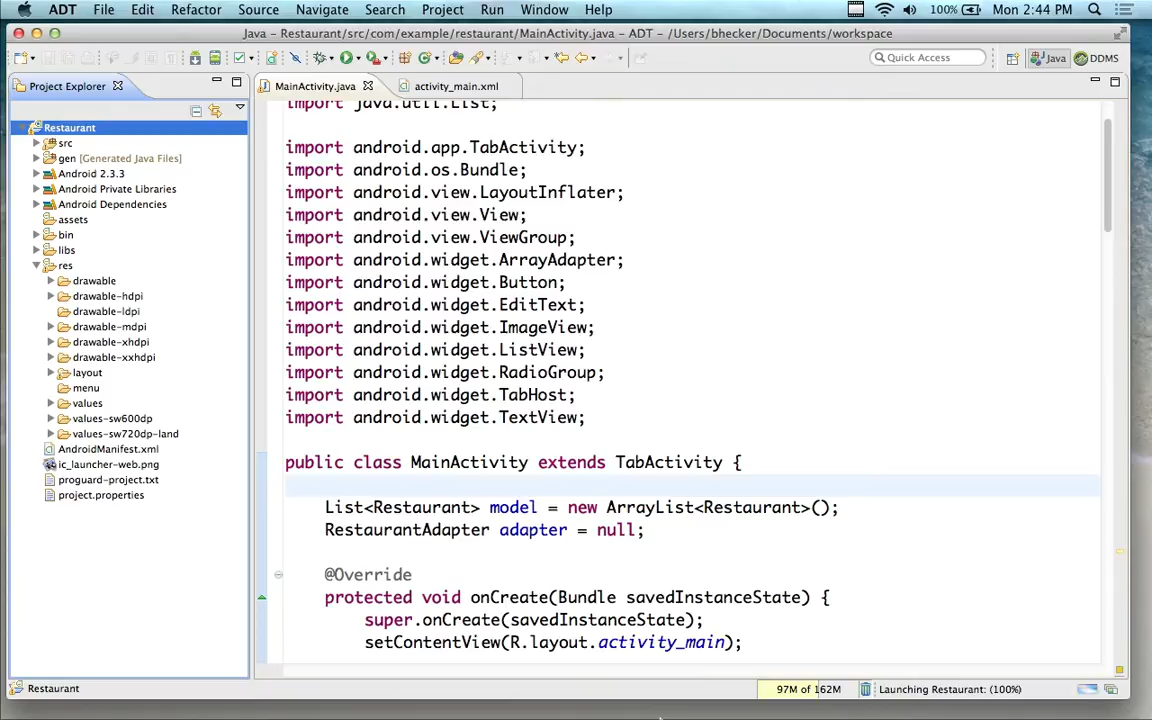 ADT File Edit Refactor Source Navigate Search Project Run Window Help 100% Mon 2:44 PM
Java - Restaurant/src/com/example/restaurant/MainActivity.java - ADT - /Users/bhecker/Documents/workspace
Quick Access Java DDMS
Project Explorer MainActivity.java activity_main.xml
Restaurant
src
gen [Generated Java Files]
Android 2.3.3
Android Private Libraries
Android Dependencies
assets
bin
libs
res
drawable
drawable-hdpi
drawable-ldpi
drawable-mdpi
drawable-xhdpi
drawable-xxhdpi
layout
menu
values
values-sw600dp
values-sw720dp-land
AndroidManifest.xml
ic_launcher-web.png
proguard-project.txt
project.properties
import java.util.List;
import android.app.TabActivity;
import android.os.Bundle;
import android.view.LayoutInflater;
import android.view.View;
import android.view.ViewGroup;
import android.widget.ArrayAdapter;
import android.widget.Button;
import android.widget.EditText;
import android.widget.ImageView;
import android.widget.ListView;
import android.widget.RadioGroup;
import android.widget.TabHost;
import android.widget.TextView;
public class MainActivity extends TabActivity {
List<Restaurant> model = new ArrayList<Restaurant>();
RestaurantAdapter adapter = null;
@Override
protected void onCreate(Bundle savedInstanceState) {
super.onCreate(savedInstanceState);
setContentView(R.layout.activity_main);
Restaurant 97M of 162M Launching Restaurant: (100%)